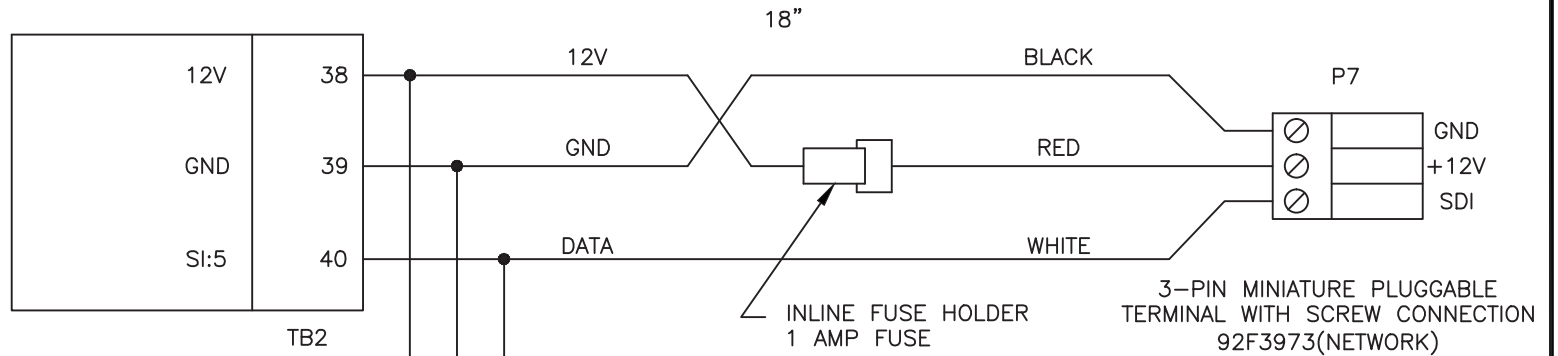 18”
12V 38 12V BLACK P7
GND
GND 39 GND RED +12V
SDI
SI:5 40 DATA WHITE
3-PIN MINIATURE PLUGGABLE
INLINE FUSE HOLDER TERMINAL WITH SCREW CONNECTION
TB2 1 AMP FUSE 92F3973(NETWORK)